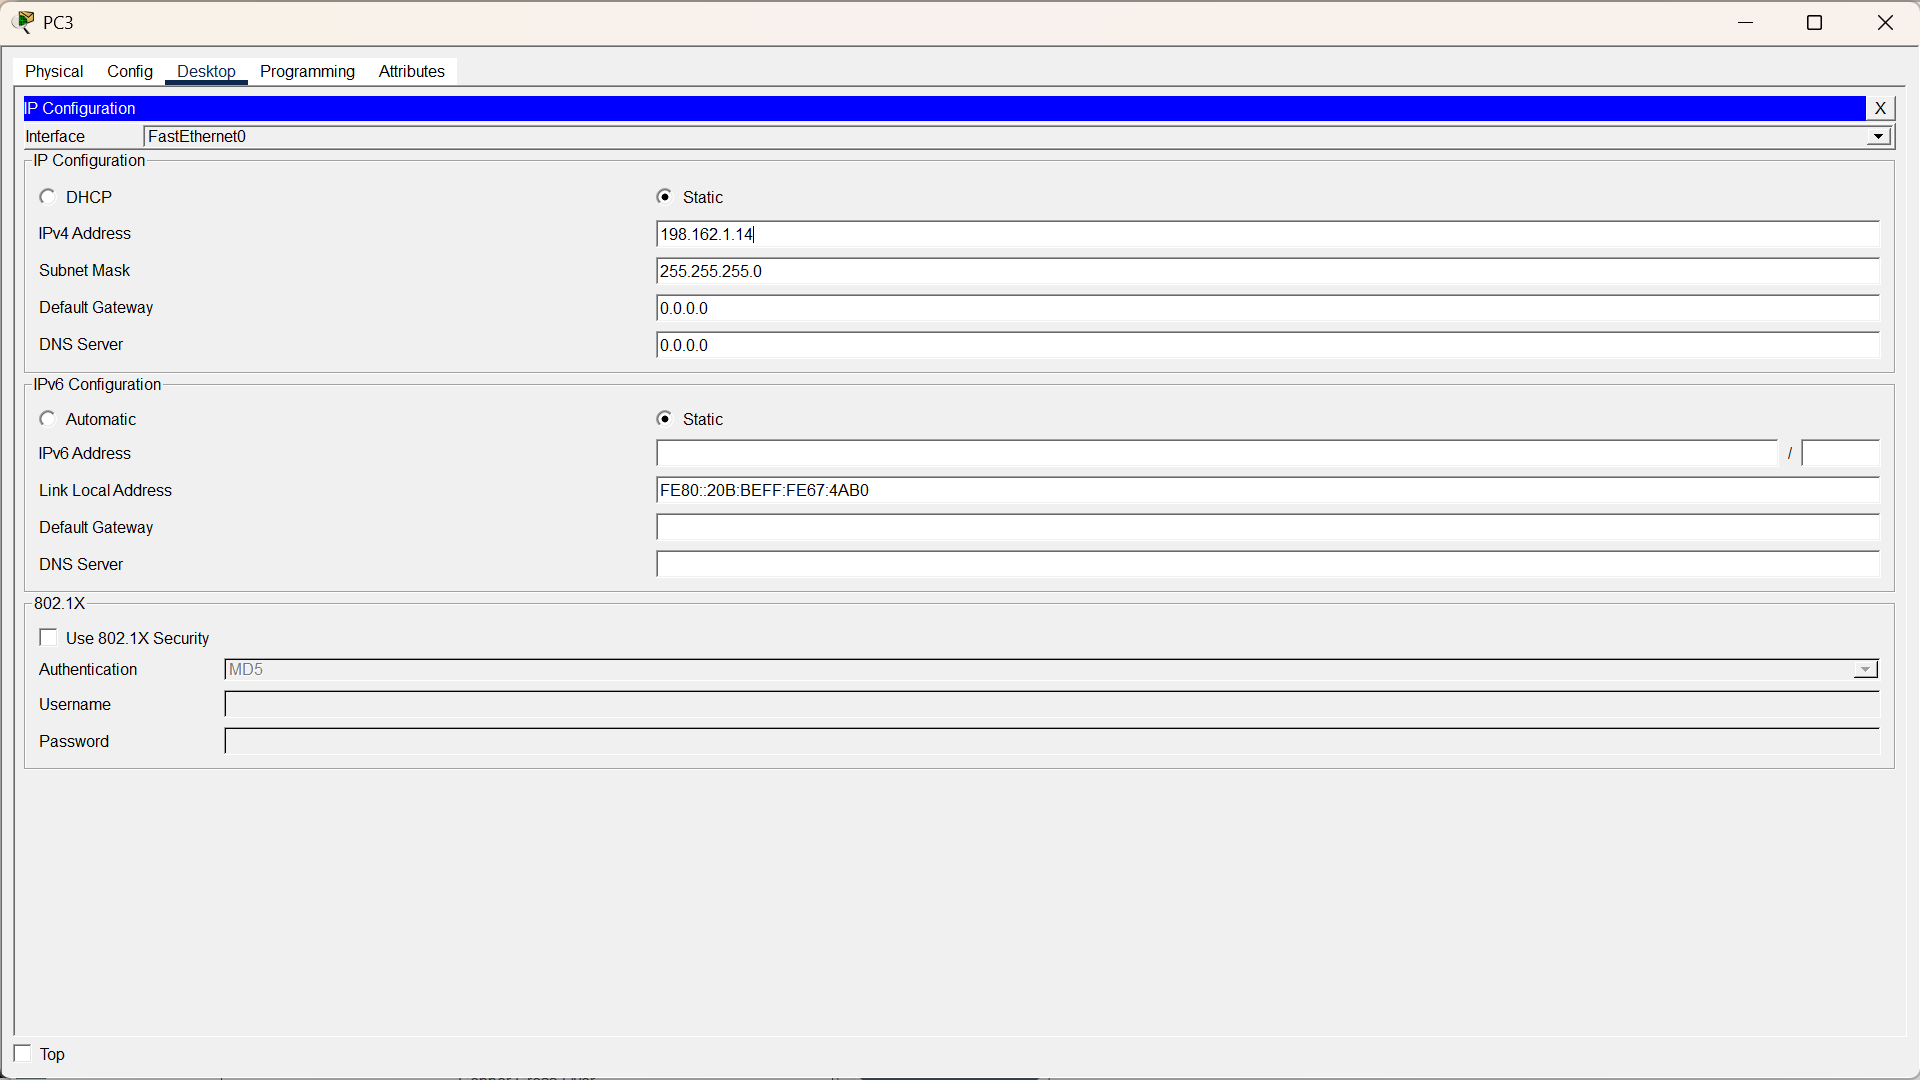 PC3
Physical Config Desktop Programming Attributes
IP Configuration X
Interface FastEthernet0
IP Configuration
DHCP Static
IPv4 Address 198.162.1.14
Subnet Mask 255.255.255.0
Default Gateway 0.0.0.0
DNS Server 0.0.0.0
IPv6 Configuration
Automatic Static
IPv6 Address /
Link Local Address FE80::20B:BEFF:FE67:4AB0
Default Gateway
DNS Server
802.1X
Use 802.1X Security
Authentication MD5
Username
Password
Top